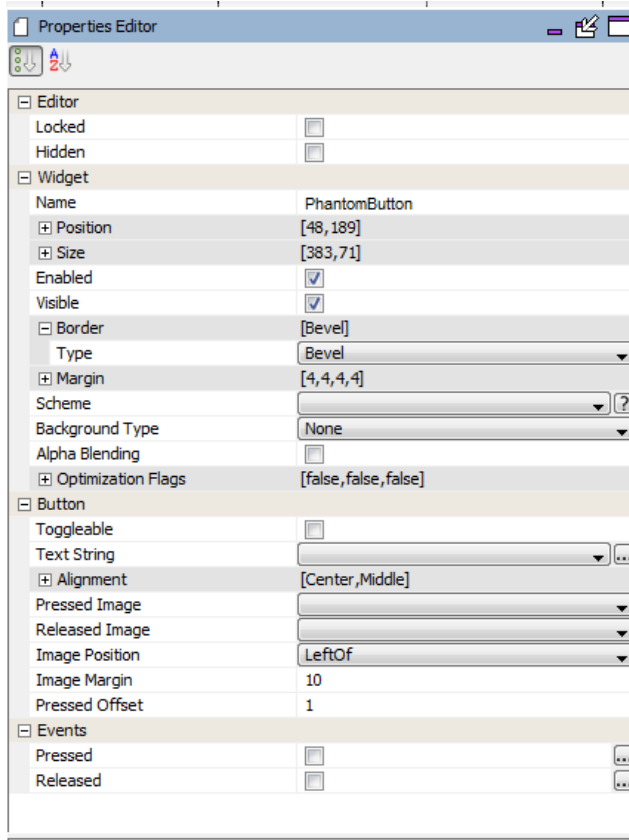 Properties Editor
Editor
Locked
Hidden
Widget
Name PhantomButton
Position [48,189]
Size [383,71]
Enabled
Visible
Border [Bevel]
Type Bevel
Margin [4,4,4,4]
Scheme ?
Background Type None
Alpha Blending
Optimization Flags [false,false,false]
Button
Toggleable
Text String ...
Alignment [Center,Middle]
Pressed Image
Released Image
Image Position LeftOf
Image Margin 10
Pressed Offset 1
Events
Pressed ...
Released ...